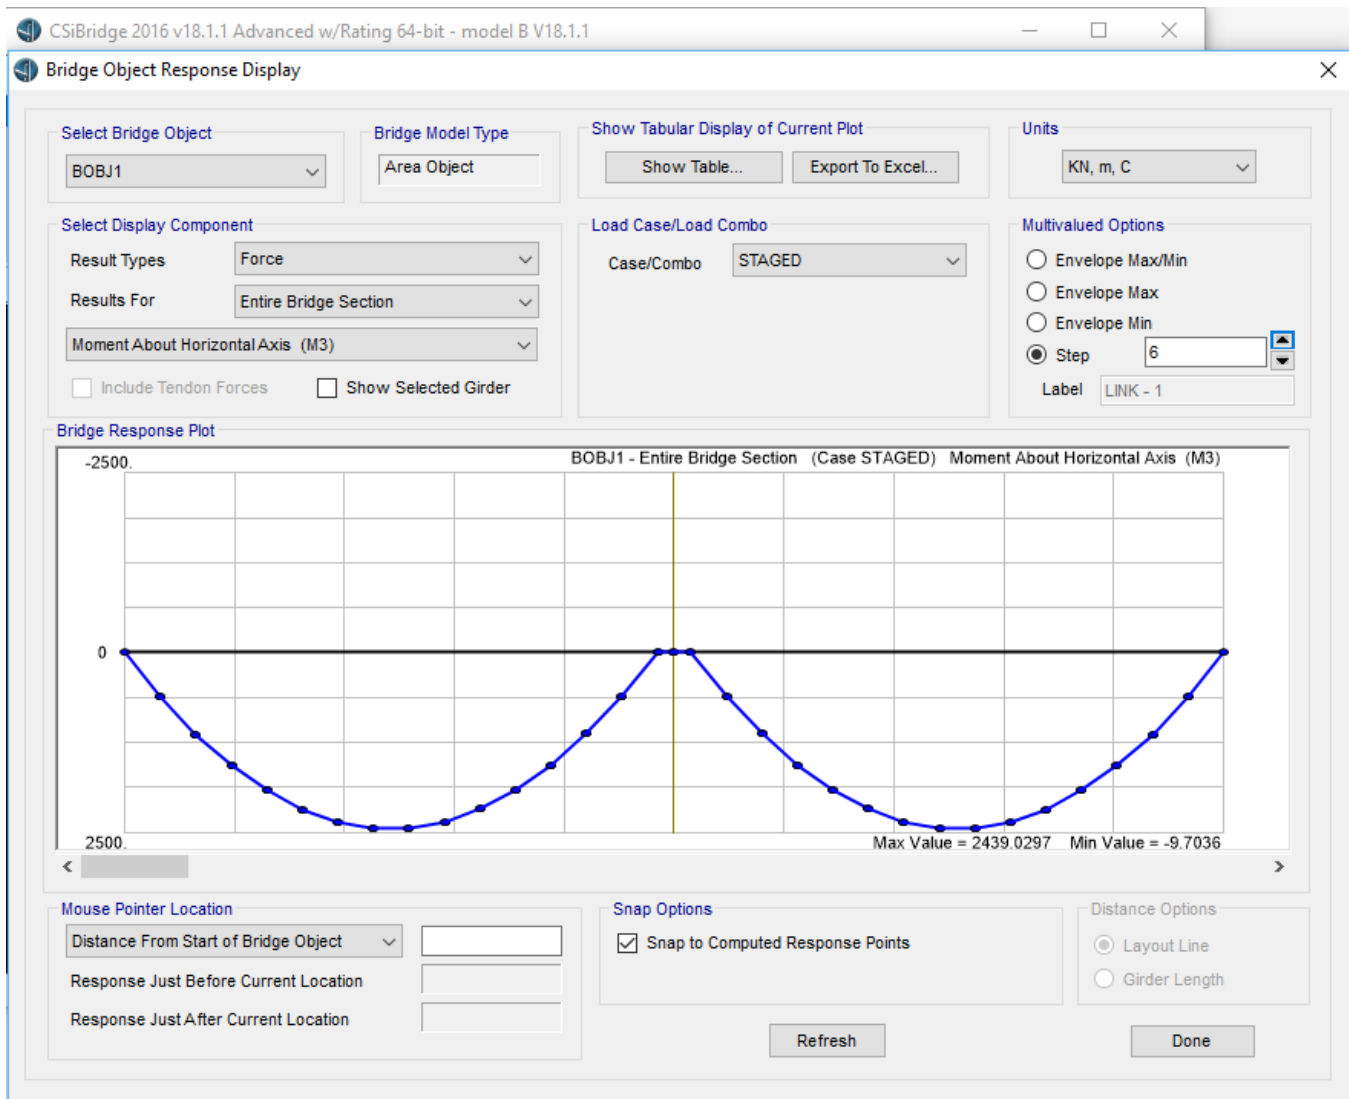 CSiBridge 2016 v18.1.1 Advanced w/Rating 64-bit - model B V18.1.1
Bridge Object Response Display
Select Bridge Object
BOBJ1
Bridge Model Type
Area Object
Show Tabular Display of Current Plot
Show Table...
Export To Excel...
Units
KN, m, C
Select Display Component
Result Types
Force
Results For
Entire Bridge Section
Moment About Horizontal Axis (M3)
Include Tendon Forces
Show Selected Girder
Load Case/Load Combo
Case/Combo
STAGED
Multivalued Options
Envelope Max/Min
Envelope Max
Envelope Min
Step
6
Label
LINK - 1
Bridge Response Plot
-2500.
BOBJ1 - Entire Bridge Section (Case STAGED) Moment About Horizontal Axis (M3)
0
2500.
Max Value = 2439.0297 Min Value = -9.7036
Mouse Pointer Location
Distance From Start of Bridge Object
Response Just Before Current Location
Response Just After Current Location
Snap Options
Snap to Computed Response Points
Distance Options
Layout Line
Girder Length
Refresh
Done